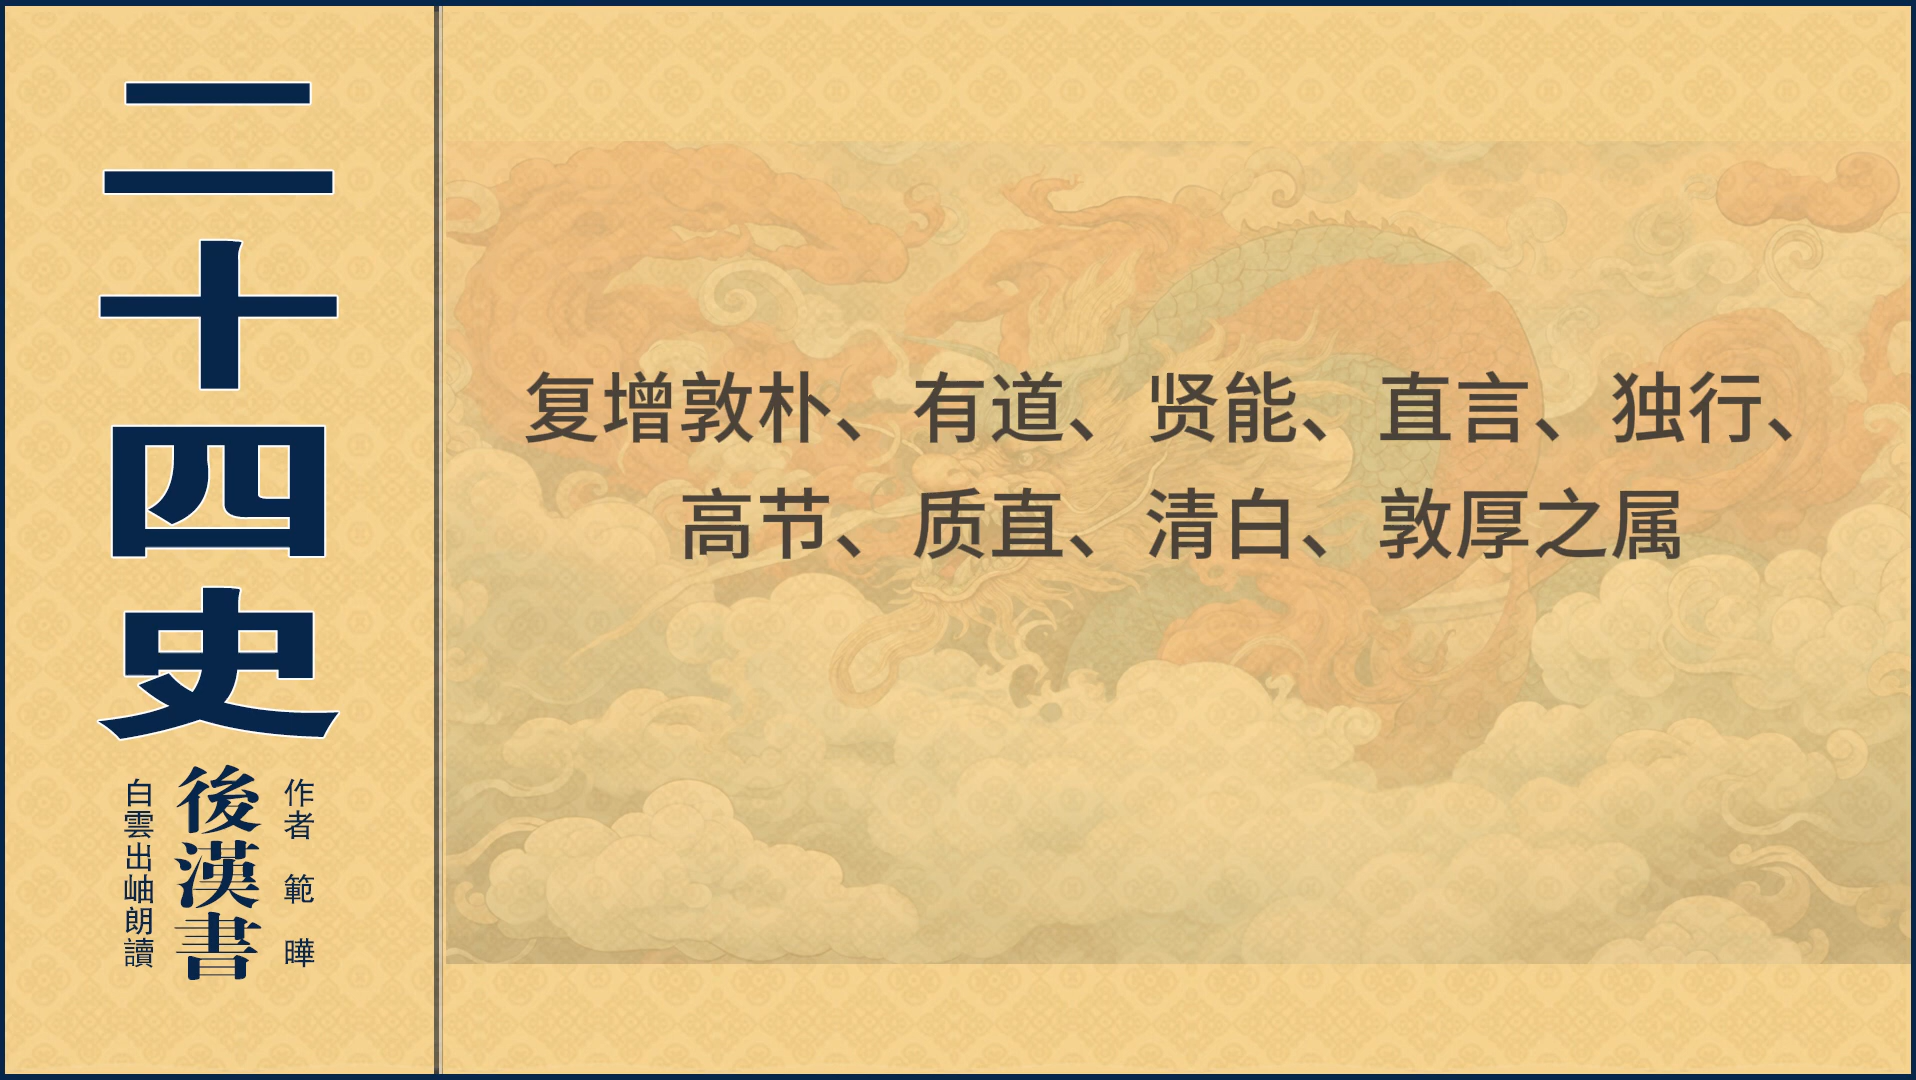 二十四史
作者 範 曄
後漢書
白雲出岫朗讀
复增敦朴、有道、贤能、直言、独行、
高节、质直、清白、敦厚之属